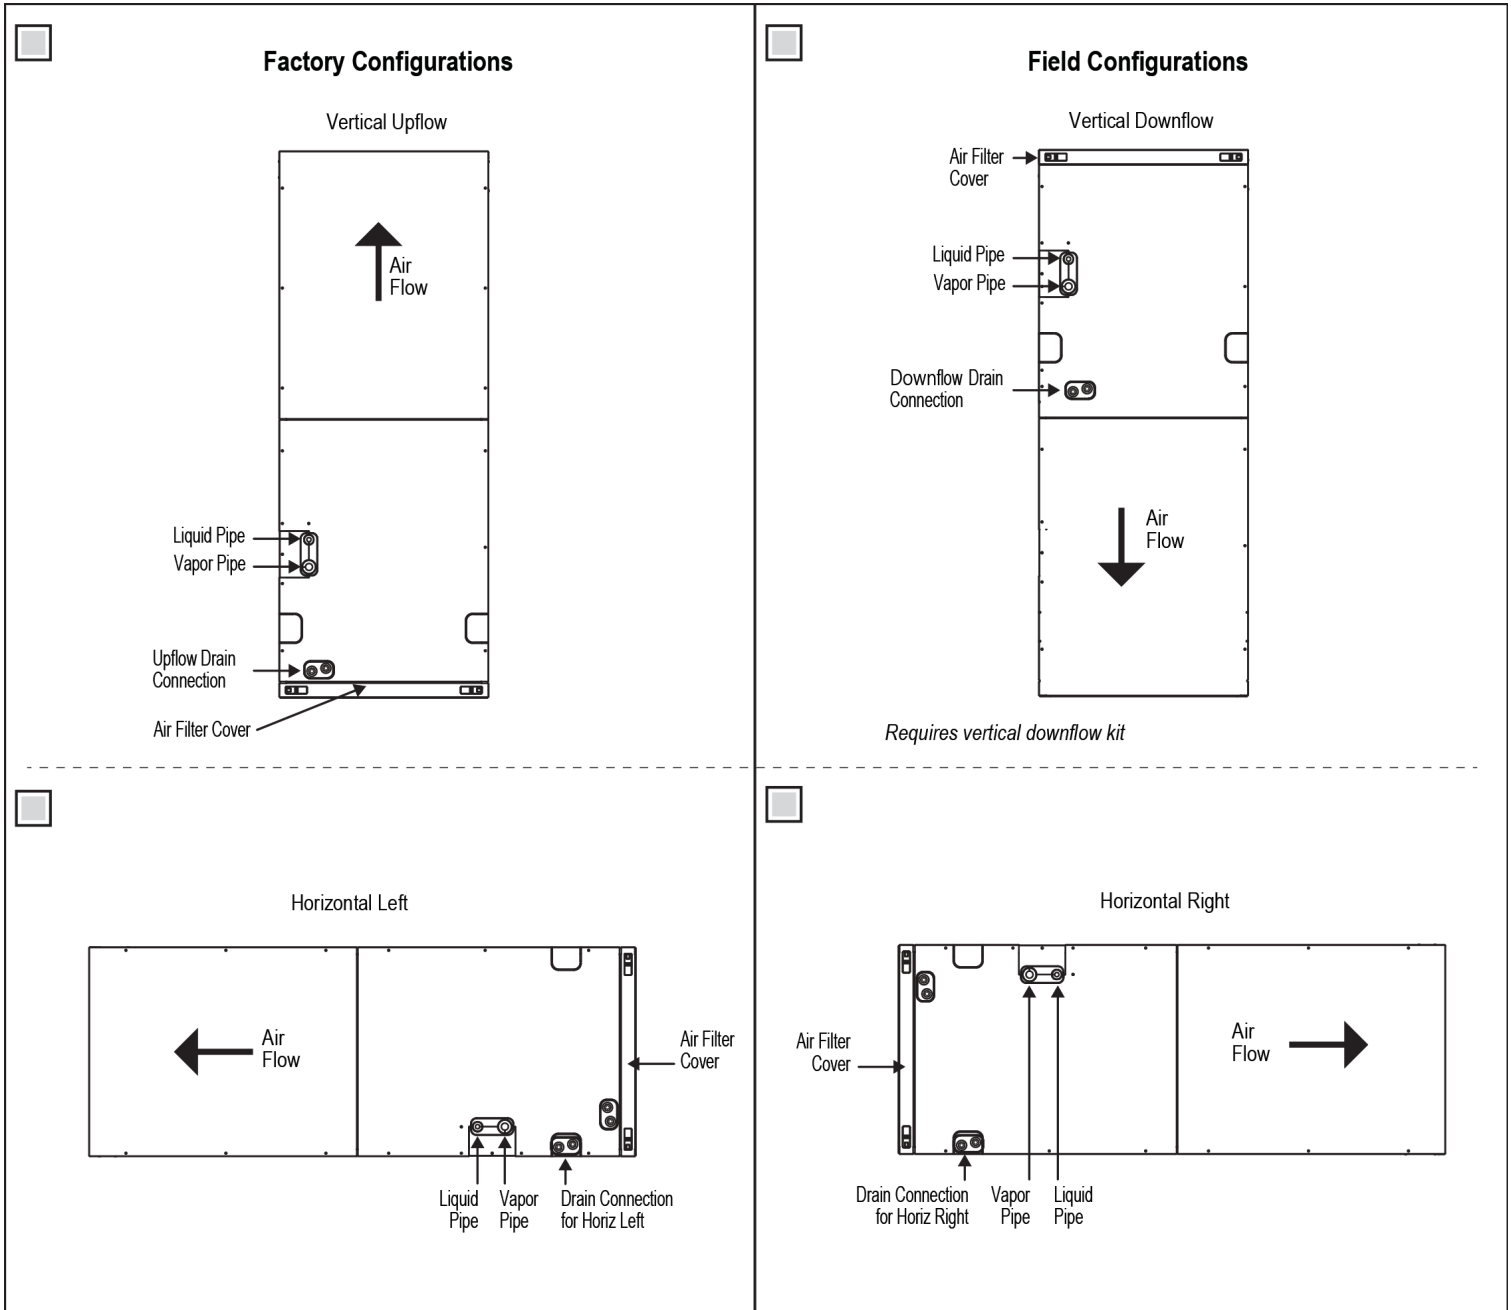 Factory Configurations
Vertical Upflow
Air
Flow
Liquid Pipe
Vapor Pipe
Upflow Drain
Connection
Air Filter Cover
Field Configurations
Vertical Downflow
Air Filter
Cover
Liquid Pipe
Vapor Pipe
Downflow Drain
Connection
Air
Flow
Requires vertical downflow kit
Horizontal Left
Air
Flow
Air Filter
Cover
Liquid
Pipe
Vapor
Pipe
Drain Connection
for Horiz Left
Horizontal Right
Air Filter
Cover
Air
Flow
Drain Connection
for Horiz Right
Vapor
Pipe
Liquid
Pipe